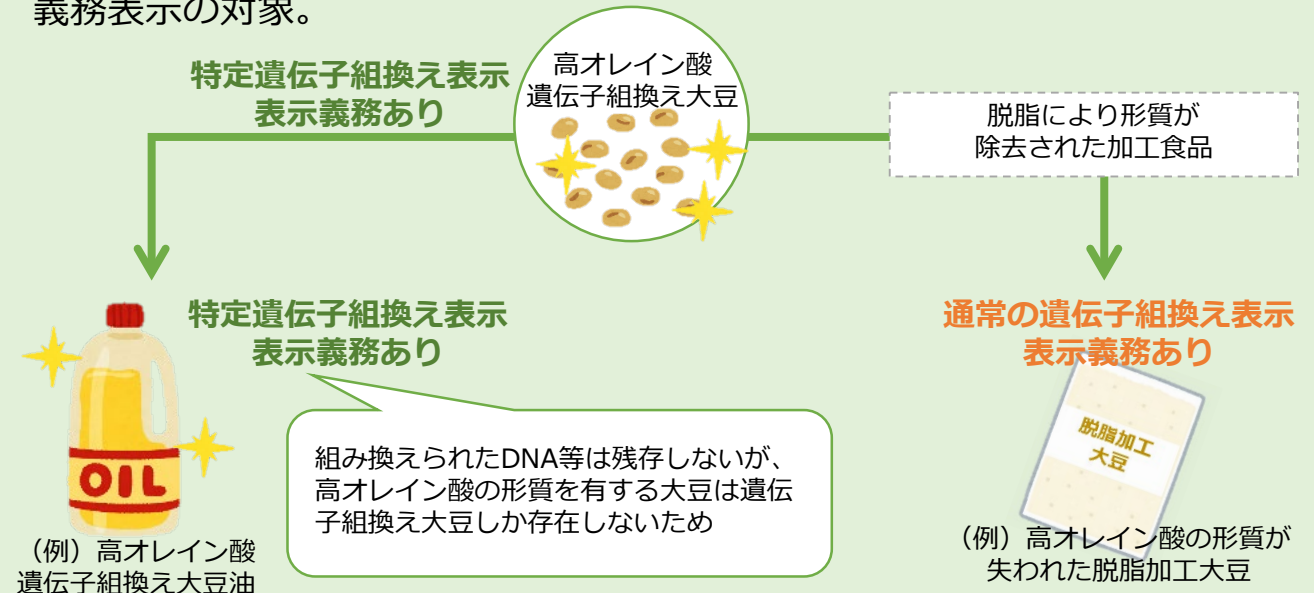 義務表示の対象。
特定遺伝子組換え表示
表示義務あり
高オレイン酸
遺伝子組換え大豆
脱脂により形質が
除去された加工食品
特定遺伝子組換え表示
表示義務あり
通常の遺伝子組換え表示
表示義務あり
組み換えられたDNA等は残存しないが、
高オレイン酸の形質を有する大豆は遺伝
子組換え大豆しか存在しないため
OIL
脱脂加工
大豆
（例）高オレイン酸
遺伝子組換え大豆油
（例）高オレイン酸の形質が
失われた脱脂加工大豆